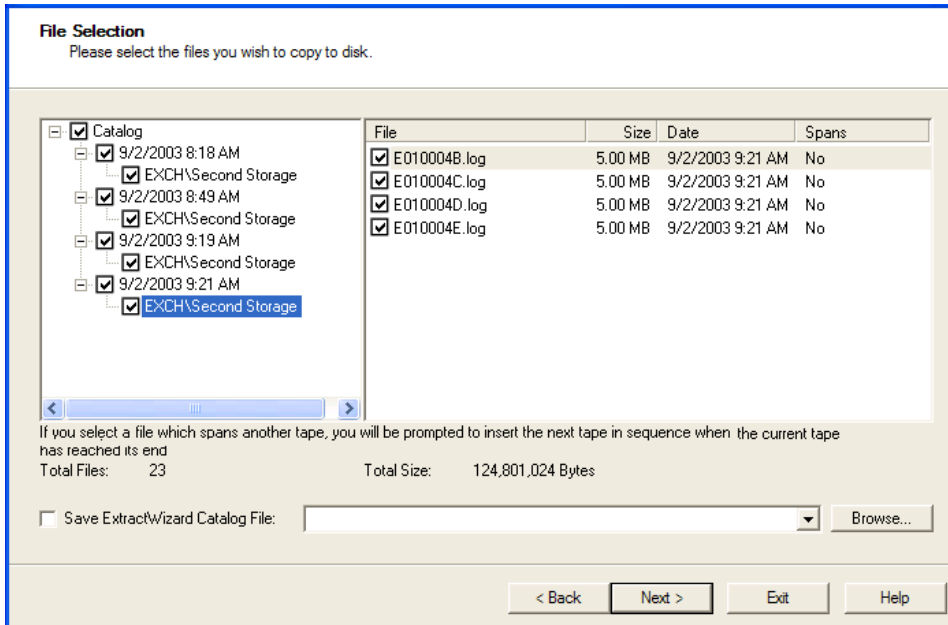 File Selection
Please select the files you wish to copy to disk.
Catalog
9/2/2003 8:18 AM
EXCH\Second Storage
9/2/2003 8:49 AM
EXCH\Second Storage
9/2/2003 9:19 AM
EXCH\Second Storage
9/2/2003 9:21 AM
EXCH\Second Storage
File Size Date Spans
E010004B.log 5.00 MB 9/2/2003 9:21 AM No
E010004C.log 5.00 MB 9/2/2003 9:21 AM No
E010004D.log 5.00 MB 9/2/2003 9:21 AM No
E010004E.log 5.00 MB 9/2/2003 9:21 AM No
If you select a file which spans another tape, you will be prompted to insert the next tape in sequence when the current tape
has reached its end
Total Files: 23 Total Size: 124,801,024 Bytes
Save ExtractWizard Catalog File: Browse...
< Back Next > Exit Help